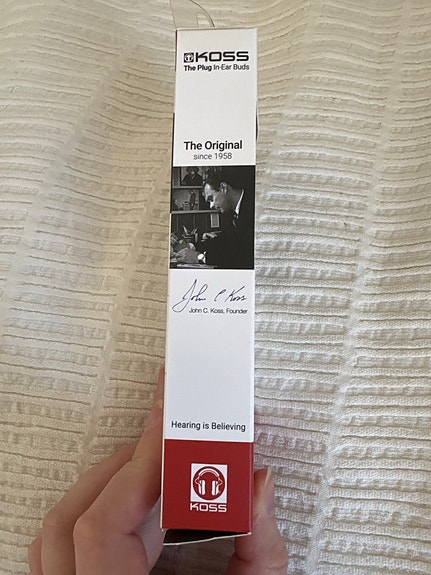 KOSS
The Plug In-Ear Buds
The Original
since 1958
John C Koss
John C. Koss, Founder
Hearing is Believing
KOSS